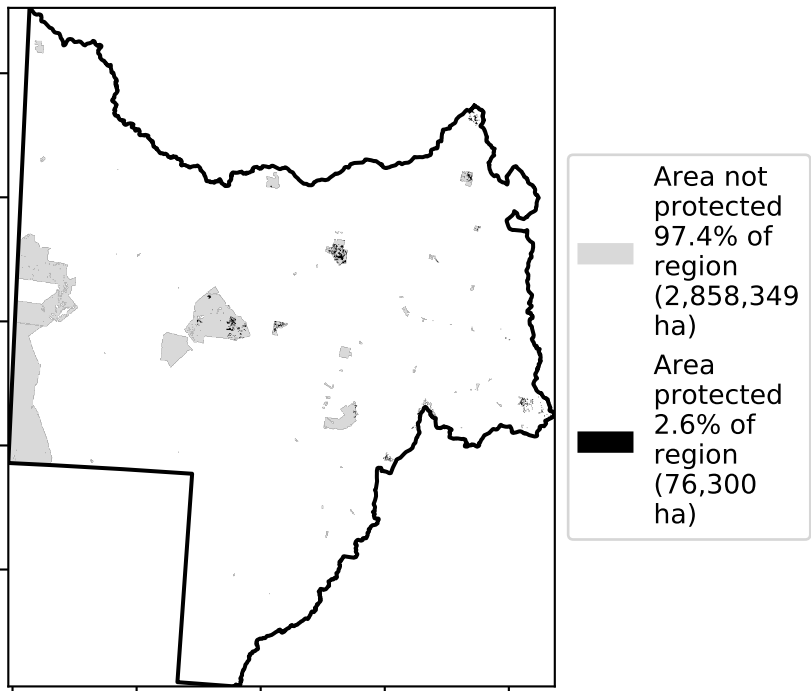 Area not
protected
97.4% of
region
(2,858,349
ha)
Area
protected
2.6% of
region
(76,300
ha)